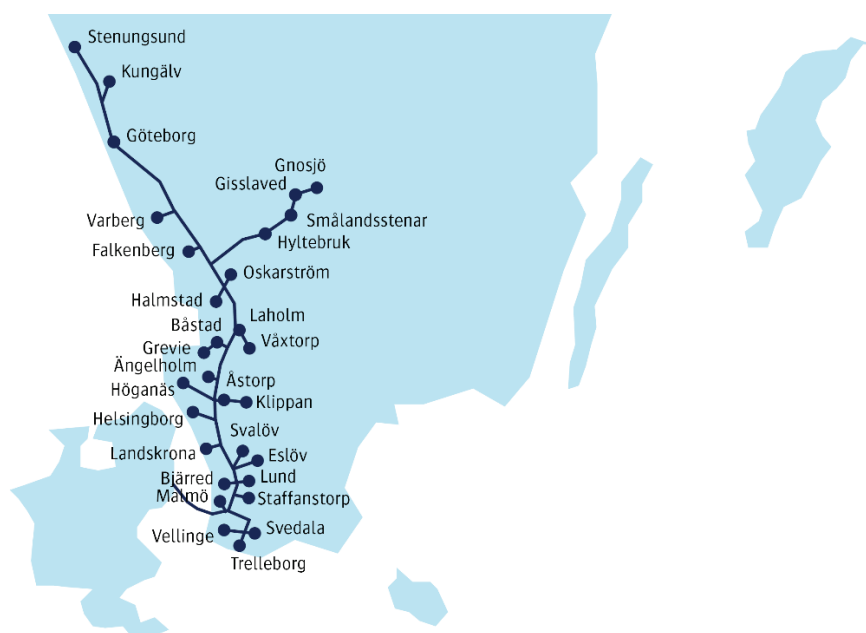 Stenungsund
Kungälv
Göteborg
Gnosjö
Gisslaved
Varberg
Smålandsstenar
Hyltebruk
Falkenberg
Oskarström
Halmstad
Laholm
Båstad
Våxtorp
Grevie
Ängelholm
Åstorp
Höganäs
Klippan
Helsingborg
Svalöv
Landskrona
Eslöv
Bjärred
Lund
Malmö
Staffanstorp
Vellinge
Svedala
Trelleborg